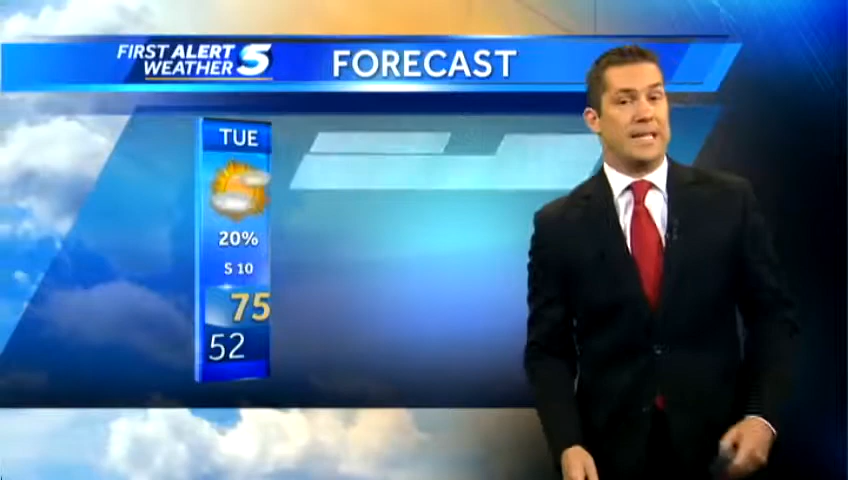 FIRST ALERT
WEATHER 5
FORECAST
TUE
20%
S 10
75
52